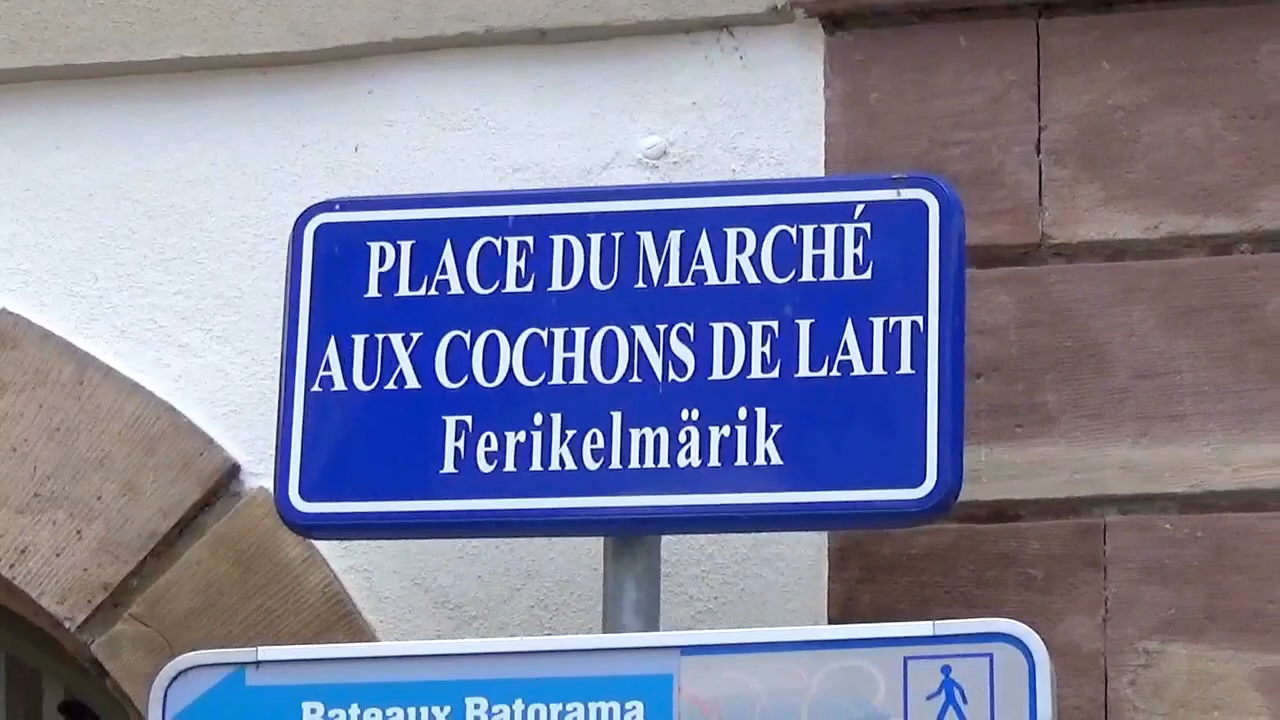 PLACE DU MARCHÉ
AUX COCHONS DE LAIT
Ferikelmärik
Bateaux Batorama